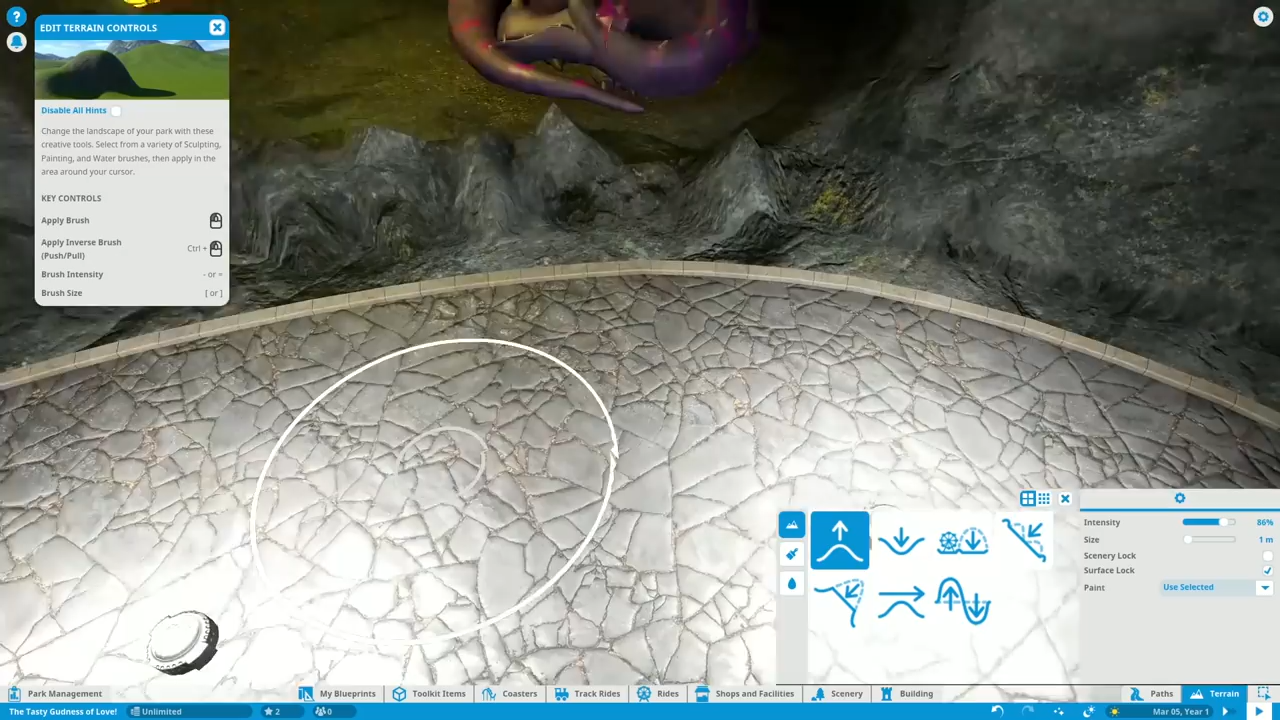 EDIT TERRAIN CONTROLS
Disable All Hints
Change the landscape of your park with these
creative tools. Select from a variety of Sculpting,
Painting, and Water brushes, then apply in the
area around your cursor.
KEY CONTROLS
Apply Brush
Apply Inverse Brush
(Push/Pull)
Ctrl +
Brush Intensity
- or =
Brush Size
[ or ]
Intensity
86%
Size
1 m
Scenery Lock
Surface Lock
Paint
Use Selected
Park Management
My Blueprints
Toolkit Items
Coasters
Track Rides
Rides
Shops and Facilities
Scenery
Building
Paths
Terrain
The Tasty Gudness of Love!
Unlimited
2
0
Mar 05, Year 1